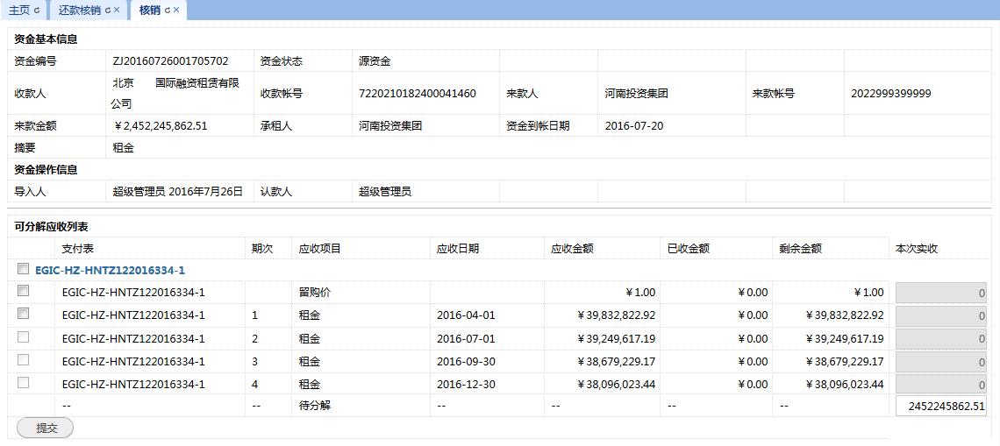 主页 还款核销 × 核销 ×
资金基本信息
资金编号 ZJ20160726001705702 资金状态 源资金
收款人 北京 国际融资租赁有限公司 收款帐号 7220210182400041460 来款人 河南投资集团 来款帐号 2022999399999
来款金额 ￥2,452,245,862.51 承租人 河南投资集团 资金到帐日期 2016-07-20
摘要 租金
资金操作信息
导入人 超级管理员 2016年7月26日 认款人 超级管理员
可分解应收列表
支付表 期次 应收项目 应收日期 应收金额 已收金额 剩余金额 本次实收
EGIC-HZ-HNTZ122016334-1
EGIC-HZ-HNTZ122016334-1 留购价 ￥1.00 ￥0.00 ￥1.00 0
EGIC-HZ-HNTZ122016334-1 1 租金 2016-04-01 ￥39,832,822.92 ￥0.00 ￥39,832,822.92 0
EGIC-HZ-HNTZ122016334-1 2 租金 2016-07-01 ￥39,249,617.19 ￥0.00 ￥39,249,617.19 0
EGIC-HZ-HNTZ122016334-1 3 租金 2016-09-30 ￥38,679,229.17 ￥0.00 ￥38,679,229.17 0
EGIC-HZ-HNTZ122016334-1 4 租金 2016-12-30 ￥38,096,023.44 ￥0.00 ￥38,096,023.44 0
-- -- 待分解 -- -- -- -- 2452245862.51
提交